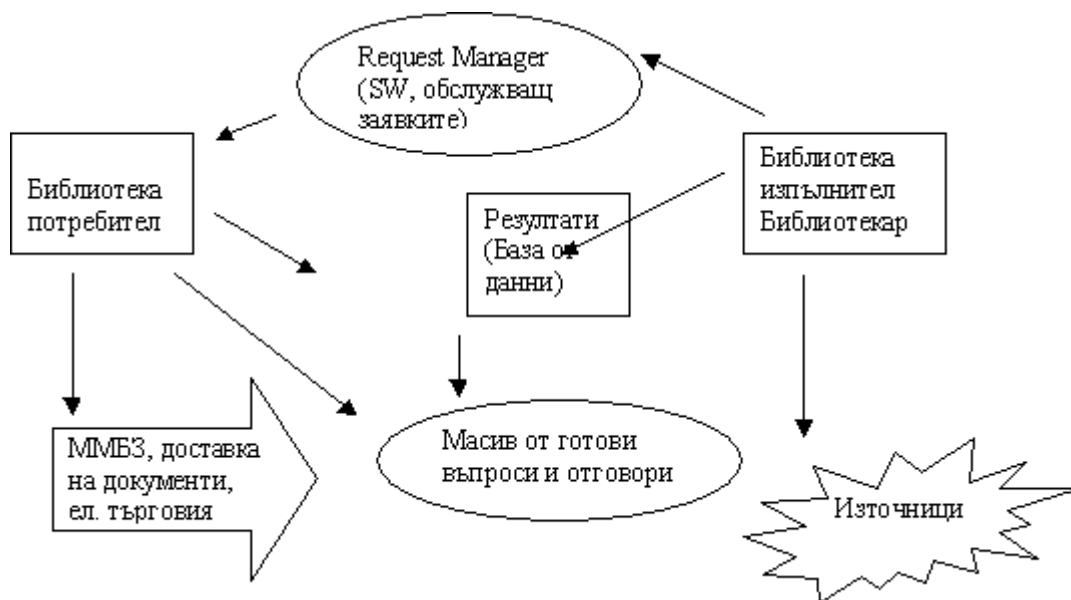 Request Manager
(SW, обслужващ
заявките)
Библиотека
потребител
Библиотека
изпълнител
Библиотекар
Резултати
(База от
данни)
ММБЗ, доставка
на документи,
ел. търговия
Масив от готови
въпроси и отговори
Източници